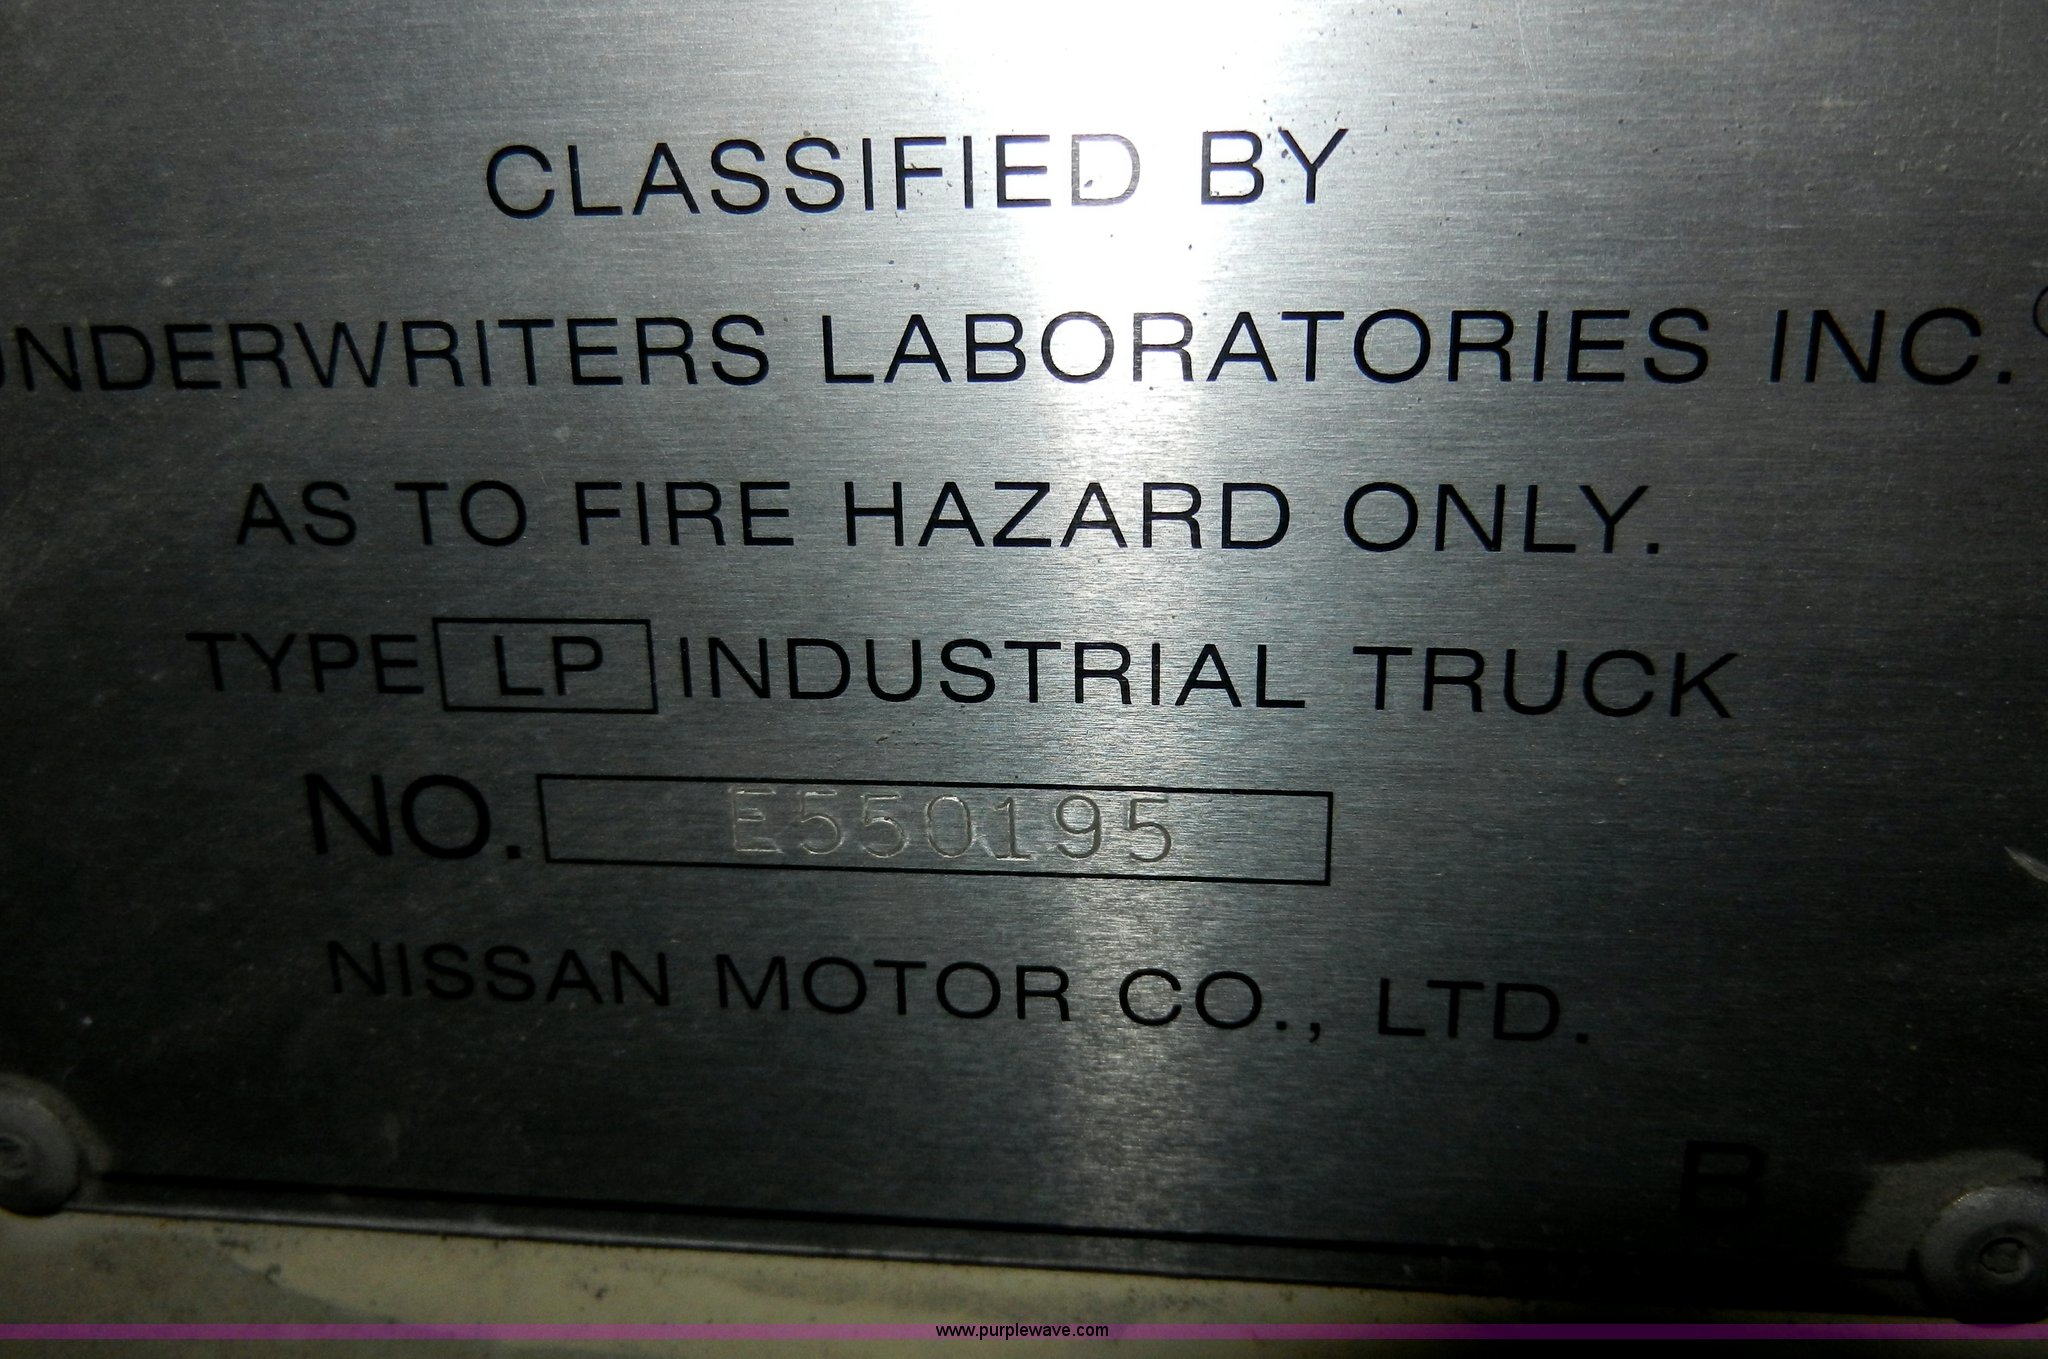 CLASSIFIED BY
UNDERWRITERS LABORATORIES INC.
AS TO FIRE HAZARD ONLY.
TYPE LP INDUSTRIAL TRUCK
NO. E550195
NISSAN MOTOR CO., LTD.
B
www.purplewave.com